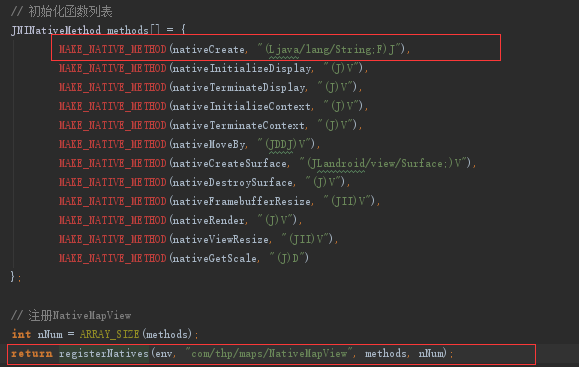 // 初始化函数列表
JNINativeMethod methods[] = {
MAKE_NATIVE_METHOD(nativeCreate, "(Ljava/lang/String;F)J"),
MAKE_NATIVE_METHOD(nativeInitializeDisplay, "(J)V"),
MAKE_NATIVE_METHOD(nativeTerminateDisplay, "(J)V"),
MAKE_NATIVE_METHOD(nativeInitializeContext, "(J)V"),
MAKE_NATIVE_METHOD(nativeTerminateContext, "(J)V"),
MAKE_NATIVE_METHOD(nativeMoveBy, "(JDDJ)V"),
MAKE_NATIVE_METHOD(nativeCreateSurface, "(JLandroid/view/Surface;)V"),
MAKE_NATIVE_METHOD(nativeDestroySurface, "(J)V"),
MAKE_NATIVE_METHOD(nativeFramebufferResize, "(JII)V"),
MAKE_NATIVE_METHOD(nativeRender, "(J)V"),
MAKE_NATIVE_METHOD(nativeViewResize, "(JII)V"),
MAKE_NATIVE_METHOD(nativeGetScale, "(J)D")
};
// 注册NativeMapView
int nNum = ARRAY_SIZE(methods);
return registerNatives(env, "com/thp/maps/NativeMapView", methods, nNum);